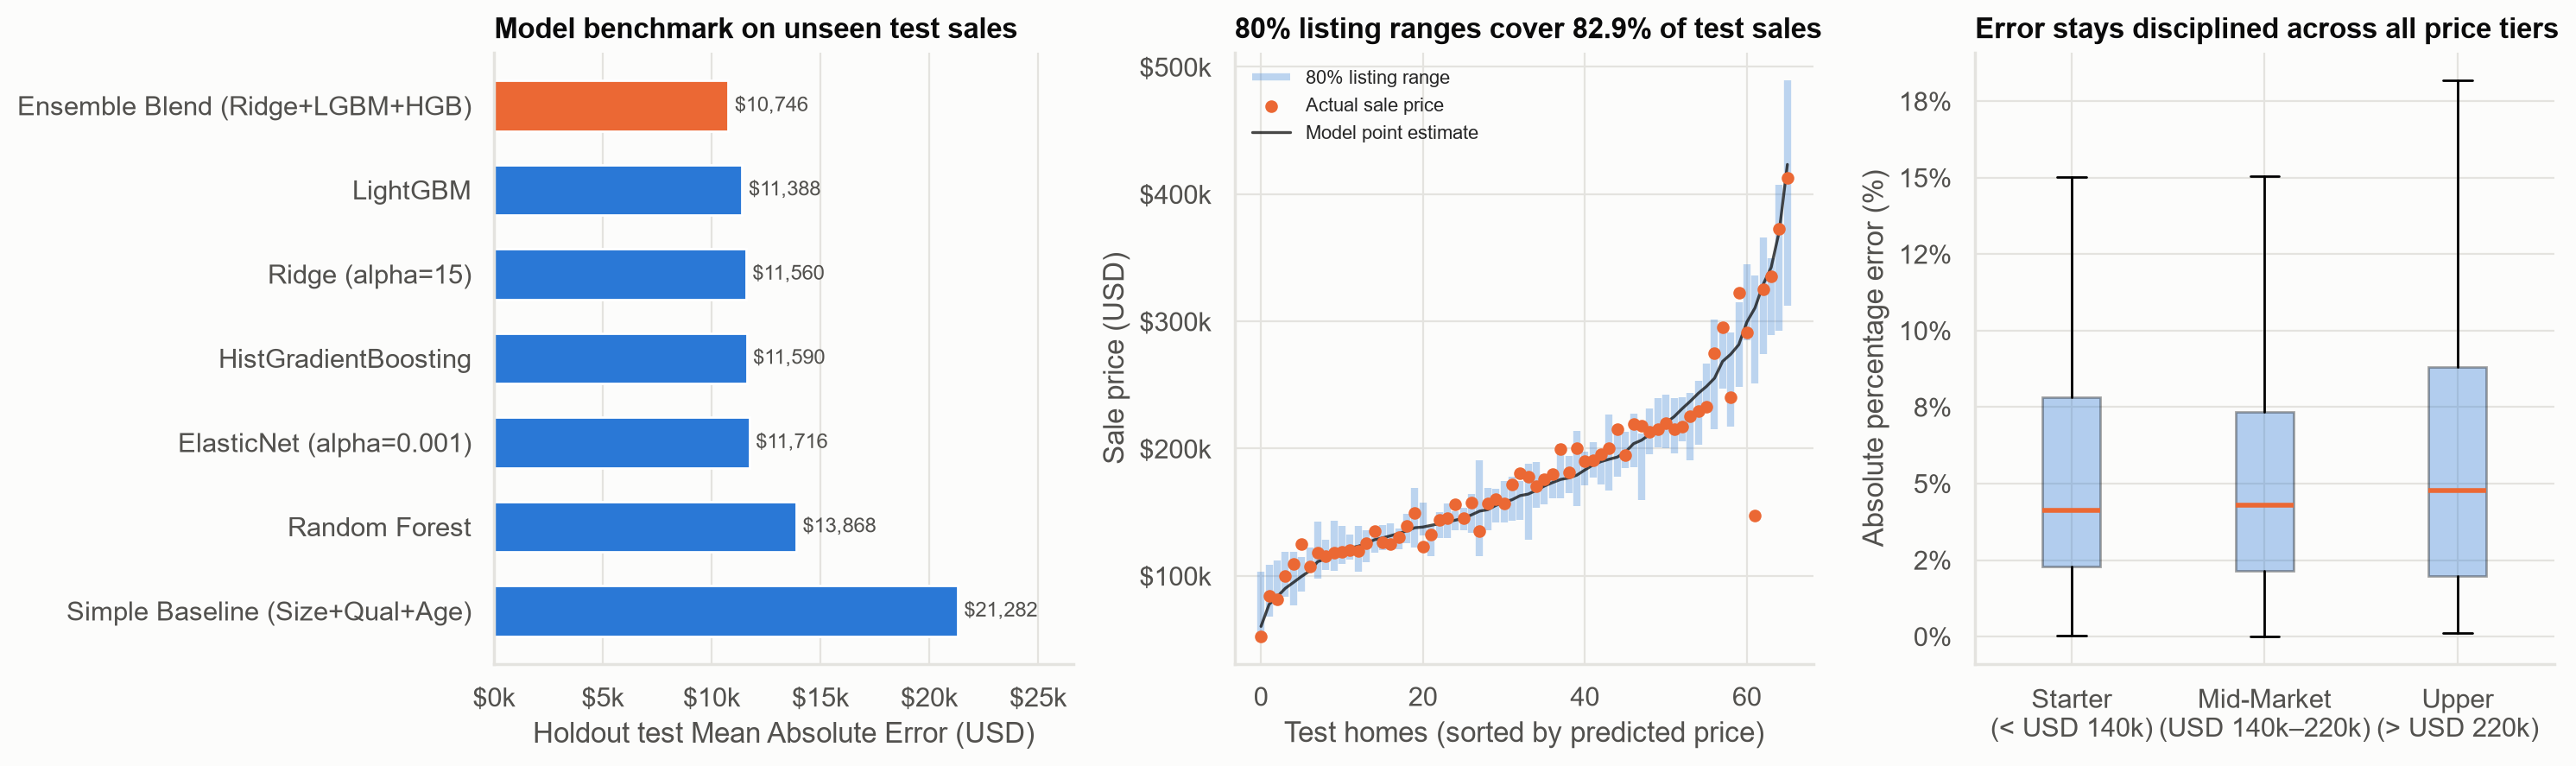 Model benchmark on unseen test sales
Ensemble Blend (Ridge+LGBM+HGB)
$10,746
LightGBM
$11,388
Ridge (alpha=15)
$11,560
HistGradientBoosting
$11,590
ElasticNet (alpha=0.001)
$11,716
Random Forest
$13,868
Simple Baseline (Size+Qual+Age)
$21,282
$0k $5k $10k $15k $20k $25k
Holdout test Mean Absolute Error (USD)
80% listing ranges cover 82.9% of test sales
80% listing range
Actual sale price
Model point estimate
Sale price (USD)
$500k
$400k
$300k
$200k
$100k
0 20 40 60
Test homes (sorted by predicted price)
Error stays disciplined across all price tiers
Absolute percentage error (%)
18%
15%
12%
10%
8%
5%
2%
0%
Starter Mid-Market Upper
(< USD 140k) (USD 140k–220k) (> USD 220k)